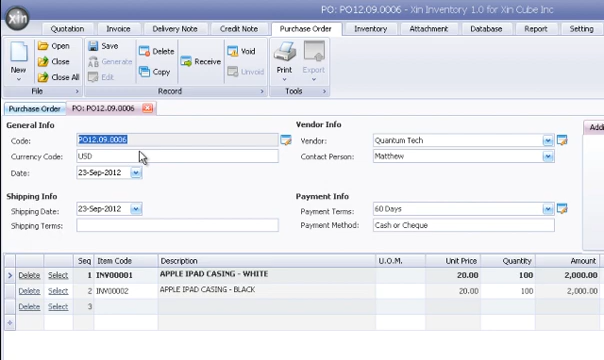 PO: PO12.09.0006 - Xin Inventory 1.0 for Xin Cube Inc
xin
Quotation Invoice Delivery Note Credit Note Purchase Order Inventory Attachment Database Report Setting
New Open Close Close All File
Save Generate Edit Delete Copy Receive Void Unvoid Record
Print Export Tools
Purchase Order PO: PO12.09.0006
General Info
Code: PO12.09.0006
Currency Code: USD
Date: 23-Sep-2012
Vendor Info
Vendor: Quantum Tech
Contact Person: Matthew
Shipping Info
Shipping Date: 23-Sep-2012
Shipping Terms:
Payment Info
Payment Terms: 60 Days
Payment Method: Cash or Cheque
Seq Item Code Description U.O.M. Unit Price Quantity Amount
Delete Select 1 INV00001 APPLE IPAD CASING - WHITE 20.00 100 2,000.00
Delete Select 2 INV00002 APPLE IPAD CASING - BLACK 20.00 100 2,000.00
Delete Select 3